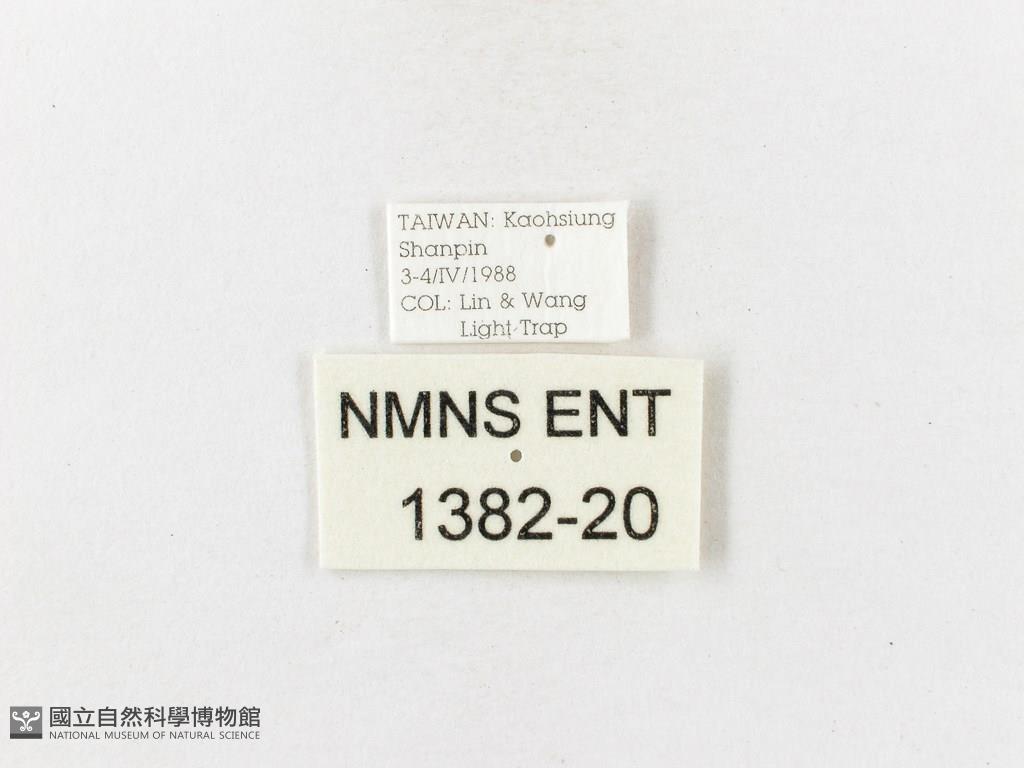 TAIWAN: Kaohsiung
Shanpin
3-4/IV/1988
COL: Lin & Wang
Light Trap
NMNS ENT
1382-20
國立自然科學博物館
NATIONAL MUSEUM OF NATURAL SCIENCE